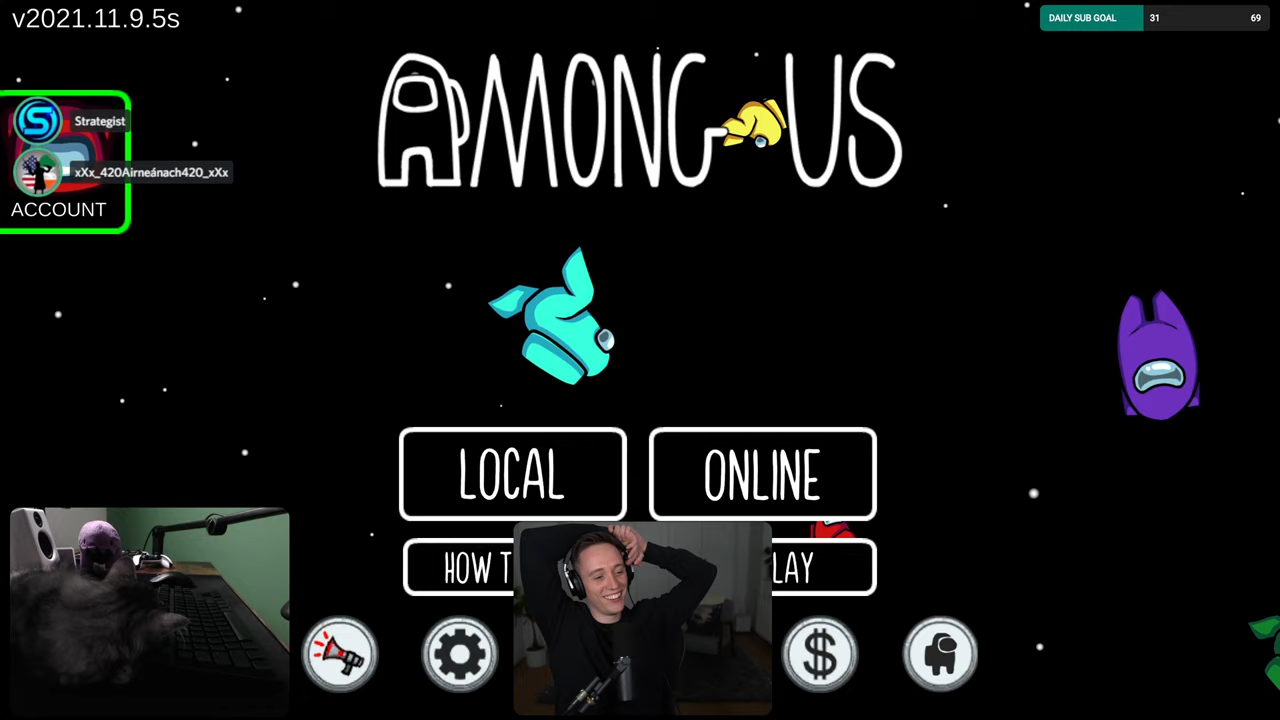 v2021.11.9.5s
DAILY SUB GOAL 31 69
AMONG US
Strategist
xXx_420Airneánach420_xXx
ACCOUNT
LOCAL ONLINE
HOW T LAY